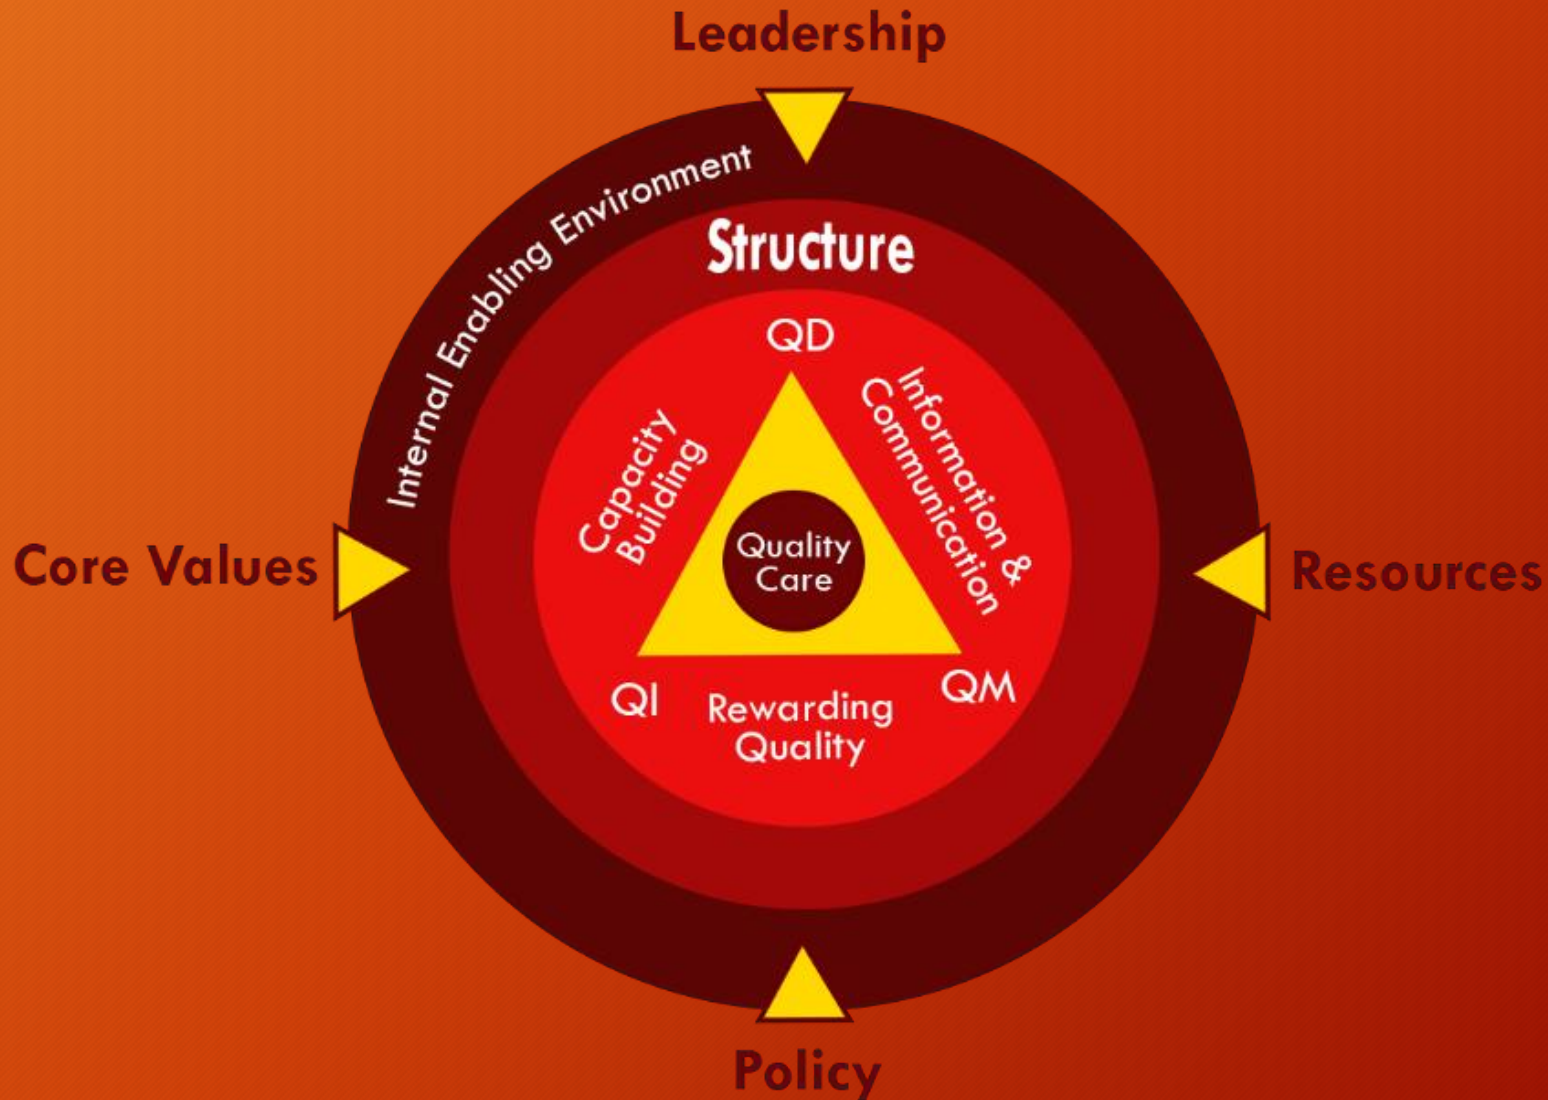 Leadership
Internal Enabling Environment
Structure
QD
Capacity
Building
Information &
Communication
Quality
Care
Core Values
Resources
QI
QM
Rewarding
Quality
Policy